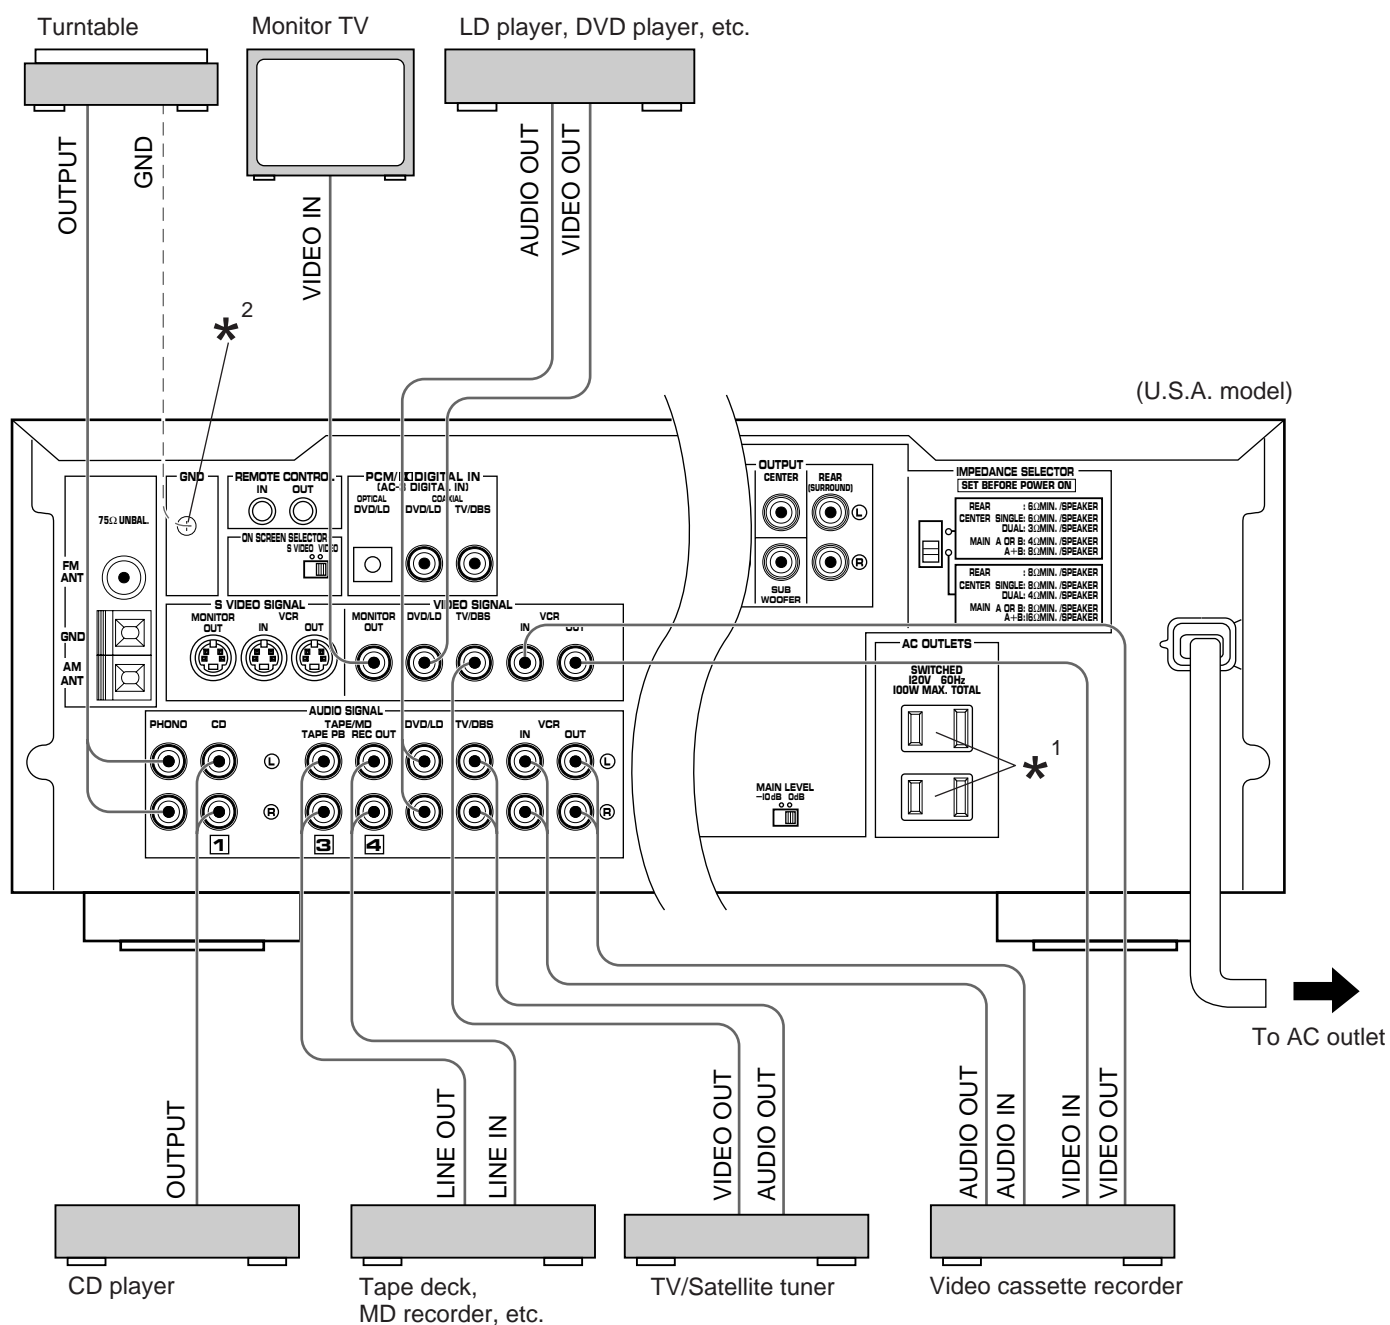 Turntable
Monitor TV
LD player, DVD player, etc.
OUTPUT
GND
VIDEO IN
AUDIO OUT
VIDEO OUT
*2
(U.S.A. model)
75Ω UNBAL.
FM
ANT
GND
AM
ANT
GND
REMOTE CONTROL
IN OUT
ON SCREEN SELECTOR
S VIDEO VIDEO
DIGITAL IN
(AC-3 DIGITAL IN)
OPTICAL
DVD/LD
COAXIAL
DVD/LD TV/DBS
S VIDEO SIGNAL
MONITOR
OUT
VCR
IN OUT
VIDEO SIGNAL
MONITOR
OUT
DVD/LD TV/DBS
VCR
IN OUT
AUDIO SIGNAL
PHONO CD
TAPE/MD
TAPE PB REC OUT
DVD/LD TV/DBS
VCR
IN OUT
L L
R R
1 3 4
OUTPUT
CENTER
REAR
(SURROUND)
L
R
SUB
WOOFER
IMPEDANCE SELECTOR
SET BEFORE POWER ON
REAR : 6ΩMIN. /SPEAKER
CENTER SINGLE: 6ΩMIN. /SPEAKER
DUAL: 3ΩMIN. /SPEAKER
MAIN A OR B: 4ΩMIN. /SPEAKER
A+B: 8ΩMIN. /SPEAKER
REAR : 8ΩMIN. /SPEAKER
CENTER SINGLE: 8ΩMIN. /SPEAKER
DUAL: 4ΩMIN. /SPEAKER
MAIN A OR B: 8ΩMIN. /SPEAKER
A+B: 16ΩMIN. /SPEAKER
AC OUTLETS
SWITCHED
120V 60Hz
100W MAX. TOTAL
*1
MAIN LEVEL
-10dB 0dB
To AC outlet
OUTPUT
LINE OUT
LINE IN
VIDEO OUT
AUDIO OUT
AUDIO OUT
AUDIO IN
VIDEO IN
VIDEO OUT
CD player
Tape deck,
MD recorder, etc.
TV/Satellite tuner
Video cassette recorder